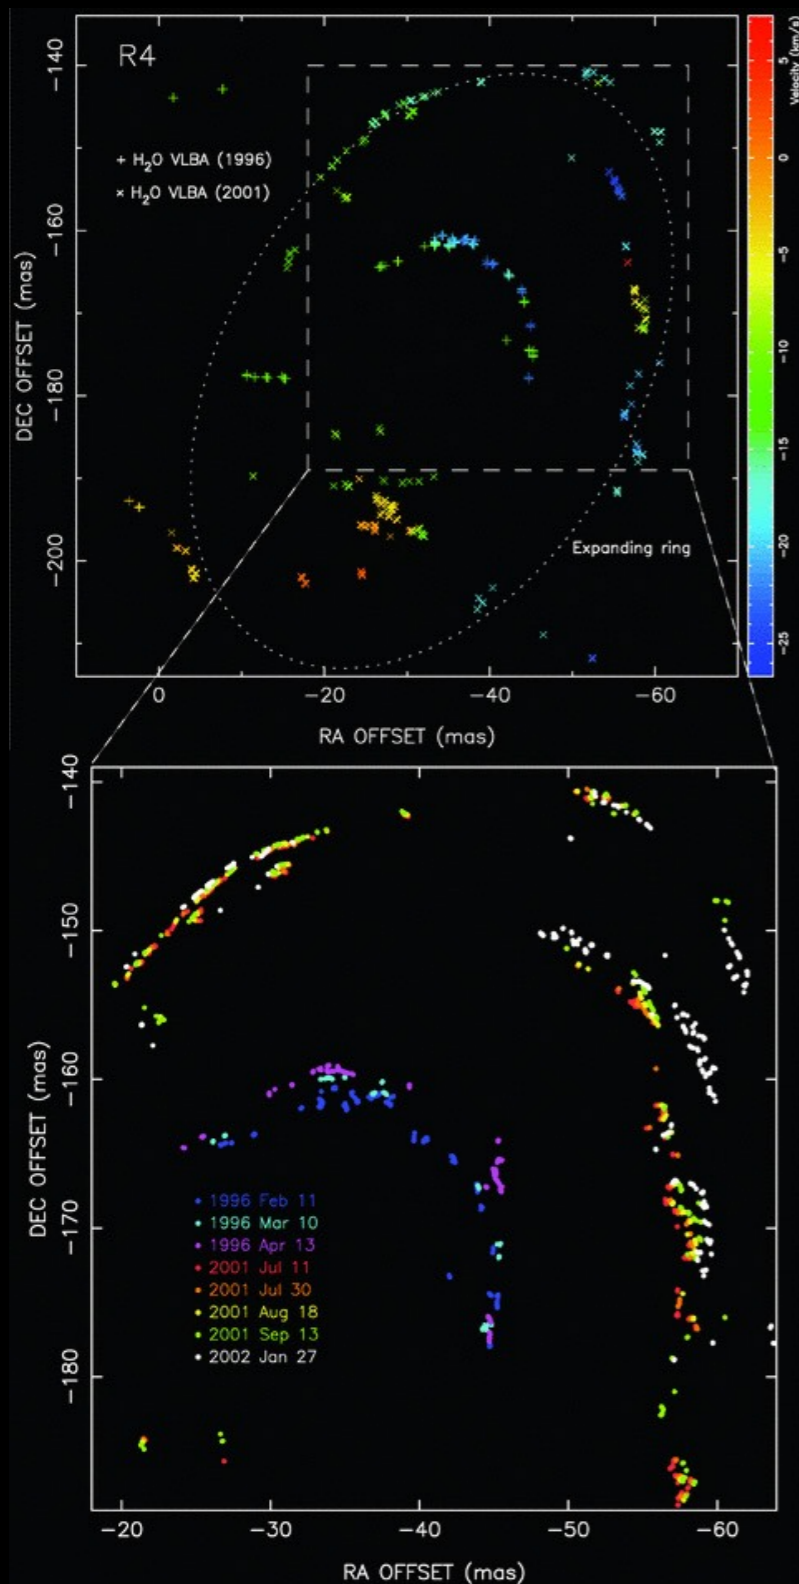 R4
+ H₂O VLBA (1996)
× H₂O VLBA (2001)
Expanding ring
−140
−160
−180
−200
DEC OFFSET (mas)
0
−20
−40
−60
RA OFFSET (mas)
Velocity (km/s)
5
0
−5
−10
−15
−20
−25
−140
−150
−160
−170
−180
DEC OFFSET (mas)
1996 Feb 11
1996 Mar 10
1996 Apr 13
2001 Jul 11
2001 Jul 30
2001 Aug 18
2001 Sep 13
2002 Jan 27
−20
−30
−40
−50
−60
RA OFFSET (mas)